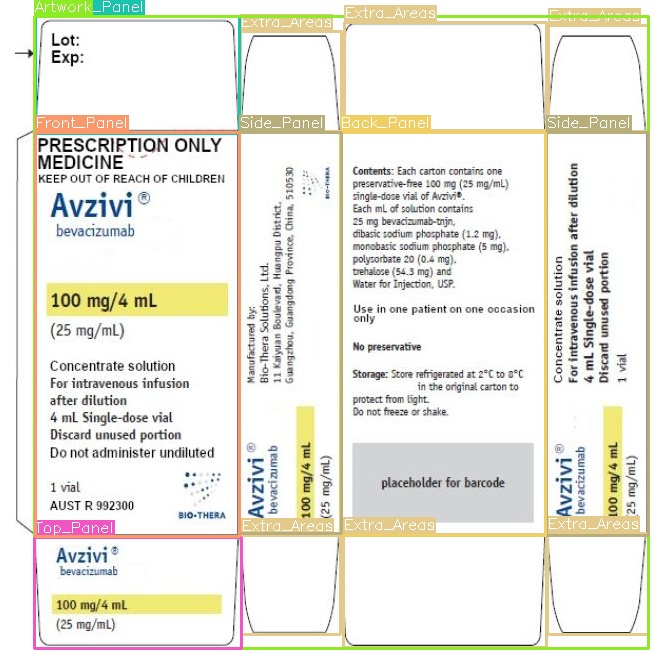 Artwork_Panel
Extra_Areas
Extra_Areas
Extra_Areas
Lot:
Exp:
Front_Panel
Side_Panel
Back_Panel
Side_Panel
PRESCRIPTION ONLY
MEDICINE
KEEP OUT OF REACH OF CHILDREN
Avzivi®
bevacizumab
100 mg/4 mL
(25 mg/mL)
Concentrate solution
For intravenous infusion
after dilution
4 mL Single-dose vial
Discard unused portion
Do not administer undiluted
1 vial
AUST R 992300
BIO-THERA
Manufactured by:
Bio-Thera Solutions, Ltd.
11 Kaiyuan Boulevard, Huangpu District,
Guangzhou, Guangdong Province, China, 510530
BIO-THERA
Avzivi®
bevacizumab
100 mg/4 mL
(25 mg/mL)
Contents: Each carton contains one
preservative-free 100 mg (25 mg/mL)
single-dose vial of Avzivi®.
Each mL of solution contains
25 mg bevacizumab-tnjn,
dibasic sodium phosphate (1.2 mg),
monobasic sodium phosphate (5 mg),
polysorbate 20 (0.4 mg),
trehalose (54.3 mg) and
Water for Injection, USP.
Use in one patient on one occasion
only
No preservative
Storage: Store refrigerated at 2°C to 8°C
in the original carton to
protect from light.
Do not freeze or shake.
placeholder for barcode
Concentrate solution
For intravenous infusion after dilution
4 mL Single-dose vial
Discard unused portion
1 vial
Avzivi®
bevacizumab
100 mg/4 mL
(25 mg/mL)
Top_Panel
Extra_Areas
Extra_Areas
Extra_Areas
Avzivi®
bevacizumab
100 mg/4 mL
(25 mg/mL)